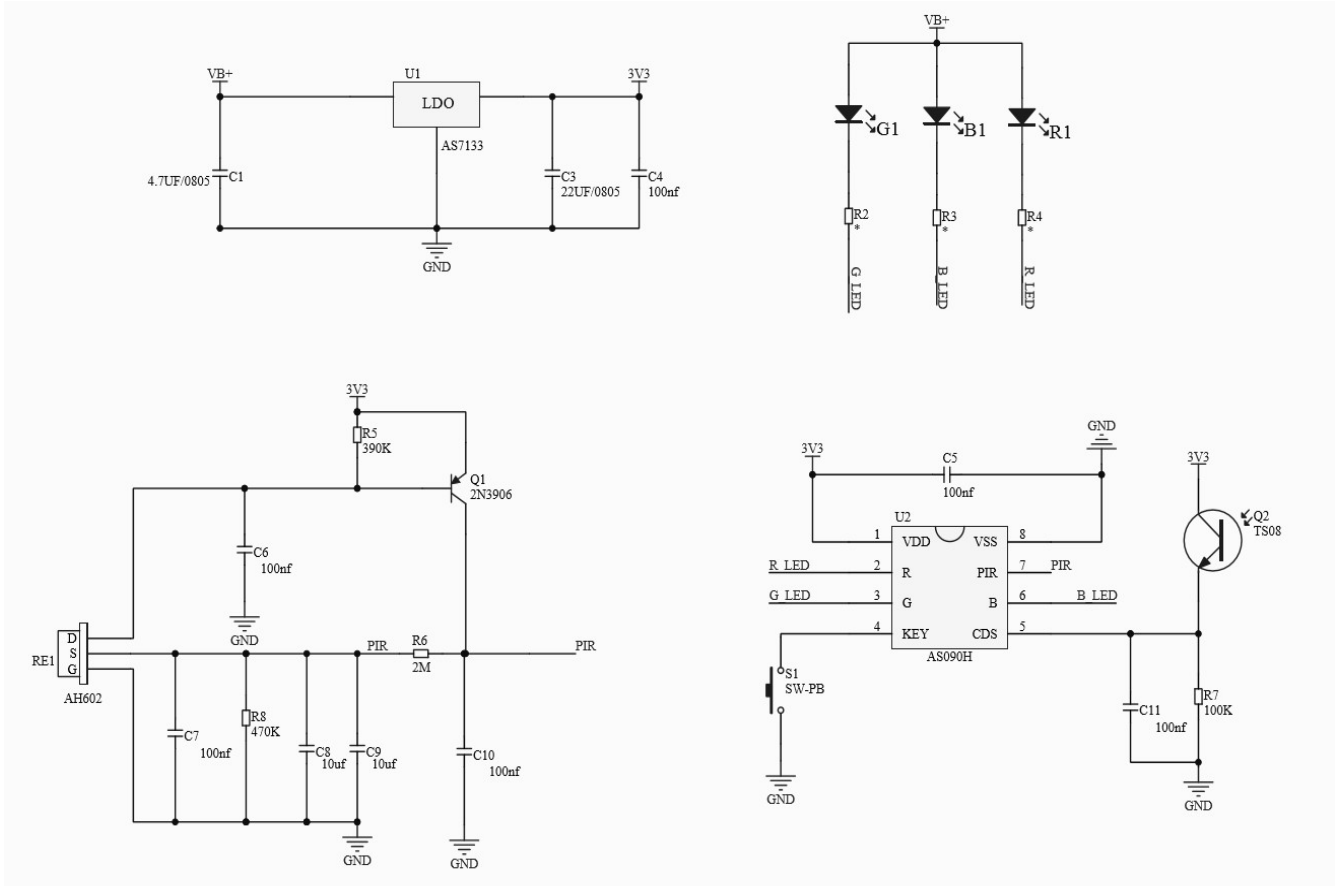 VB+
U1
LDO
AS7133
3V3
4.7UF/0805
C1
C3
22UF/0805
C4
100nf
GND
VB+
G1
B1
R1
R2
*
R3
*
R4
*
G_LED
B_LED
R_LED
3V3
R5
390K
Q1
2N3906
C6
100nf
GND
D
S
G
RE1
AH602
PIR
R6
2M
PIR
C7
100nf
R8
470K
C8
10uf
C9
10uf
C10
100nf
GND
GND
GND
3V3
C5
100nf
3V3
Q2
TS08
U2
1
VDD
VSS
8
R_LED
2
R
PIR
7
PIR
G_LED
3
G
B
6
B_LED
4
KEY
CDS
5
AS090H
S1
SW-PB
GND
C11
100nf
R7
100K
GND